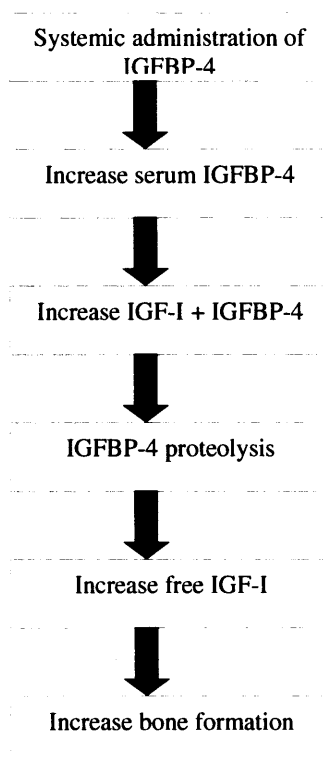 Systemic administration of
IGFBP-4
Increase serum IGFBP-4
Increase IGF-I + IGFBP-4
IGFBP-4 proteolysis
Increase free IGF-I
Increase bone formation